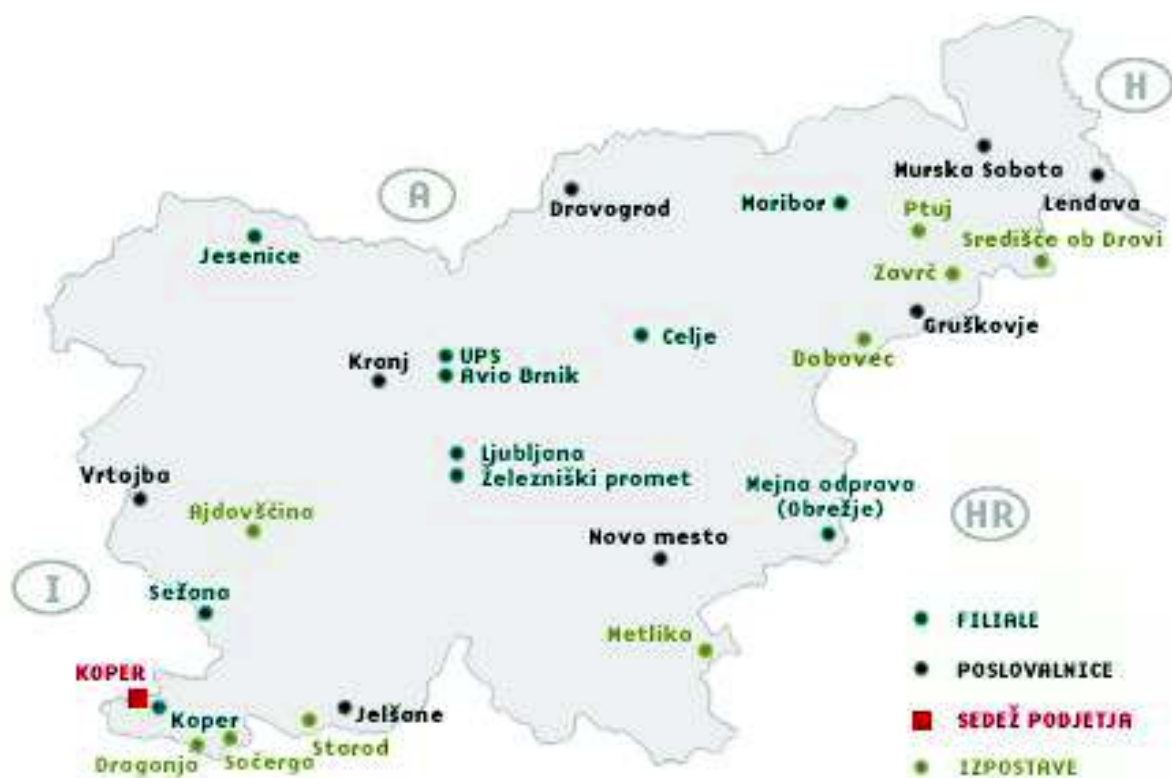 H
A
Murska Sobota
Dravograd
Maribor
Lendava
Ptuj
Središče ob Dravi
Jesenice
Zavrč
Gruškovje
Celje
Dobovec
Kranj
UPS
Avio Brnik
Ljubljana
Železniški promet
Vrtojba
Mejna odprava
(Obrežje)
HR
Ajdovščina
Novo mesto
I
Sežana
FILIALE
Metlika
KOPER
POSLOVALNICE
Koper
Jelšane
SEDEŽ PODJETJA
Starod
Sočerga
Dragonja
IZPOSTAVE